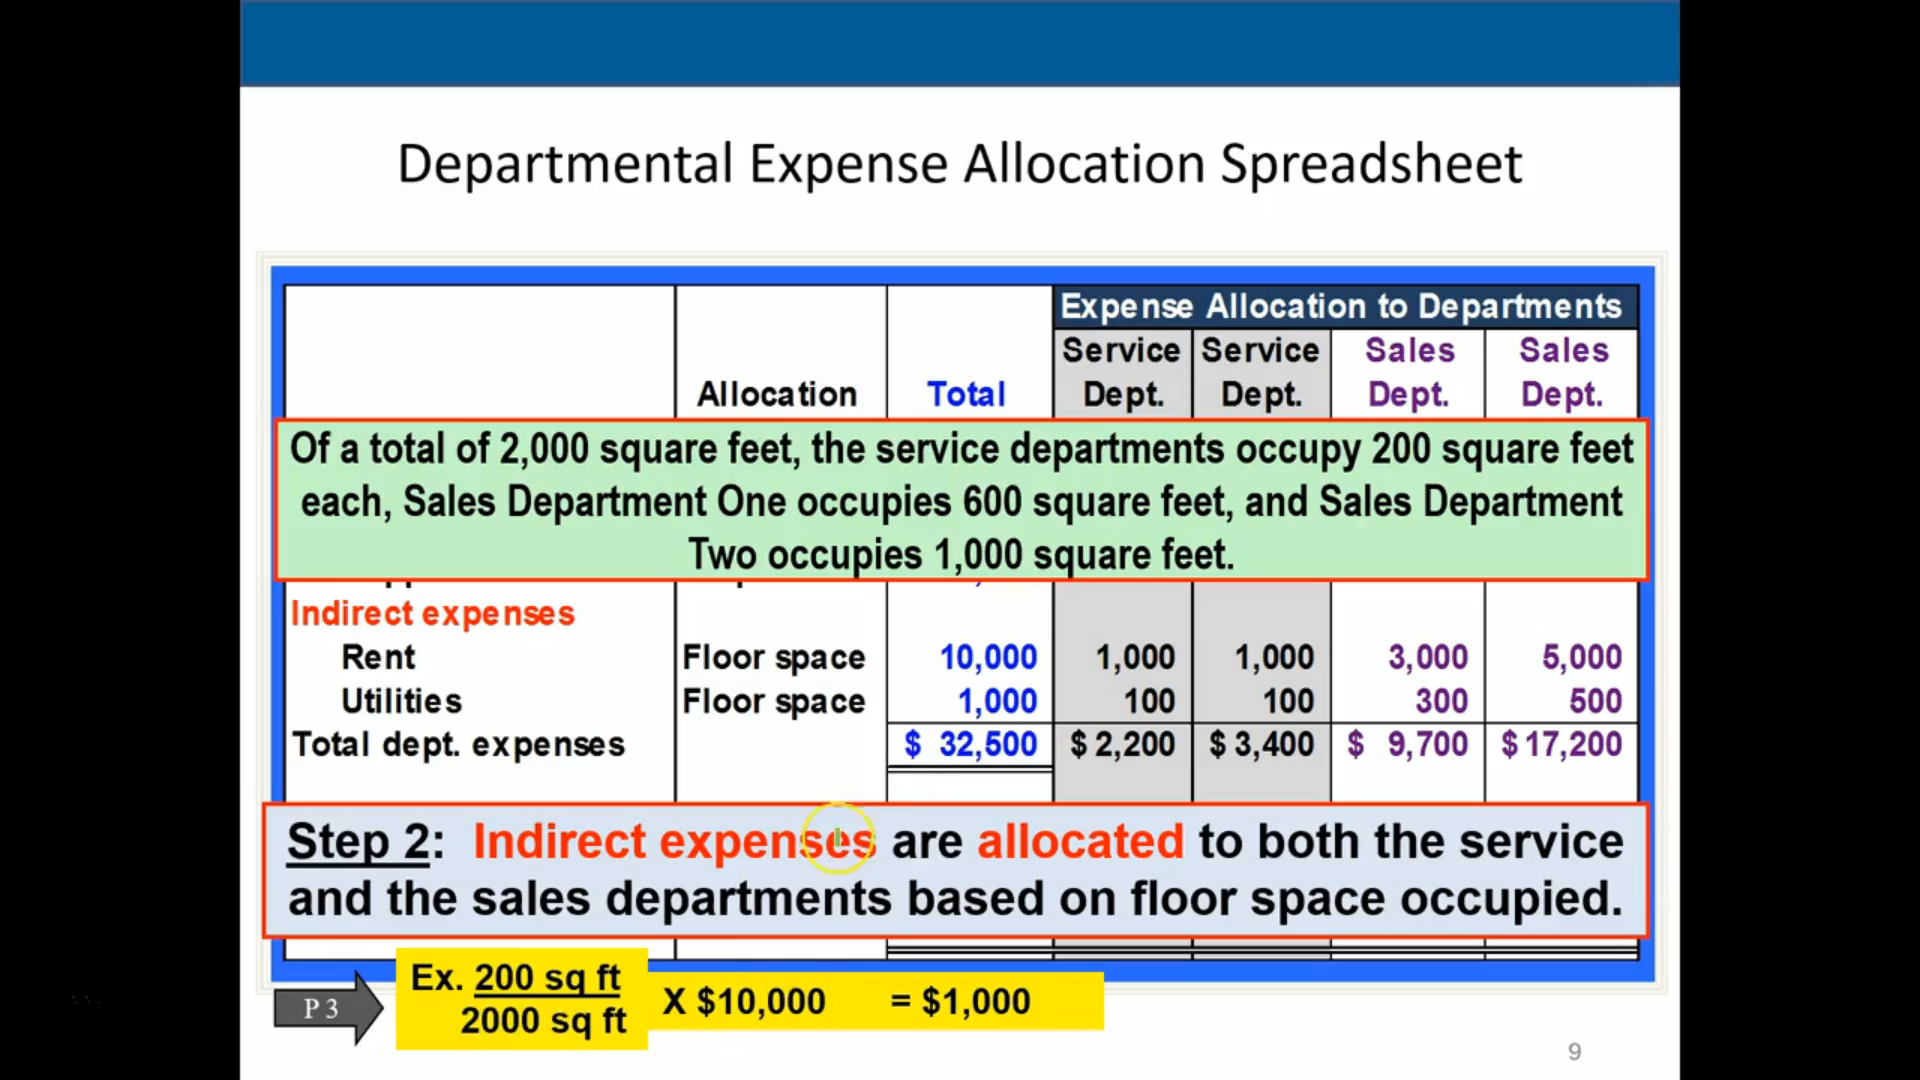 Departmental Expense Allocation Spreadsheet
Expense Allocation to Departments
Service Service Sales Sales
Allocation Total Dept. Dept. Dept. Dept.
Of a total of 2,000 square feet, the service departments occupy 200 square feet
each, Sales Department One occupies 600 square feet, and Sales Department
Two occupies 1,000 square feet.
Indirect expenses
Rent Floor space 10,000 1,000 1,000 3,000 5,000
Utilities Floor space 1,000 100 100 300 500
Total dept. expenses $ 32,500 $ 2,200 $ 3,400 $ 9,700 $ 17,200
Step 2: Indirect expenses are allocated to both the service
and the sales departments based on floor space occupied.
P 3
Ex. 200 sq ft
2000 sq ft
X $10,000 = $1,000
9